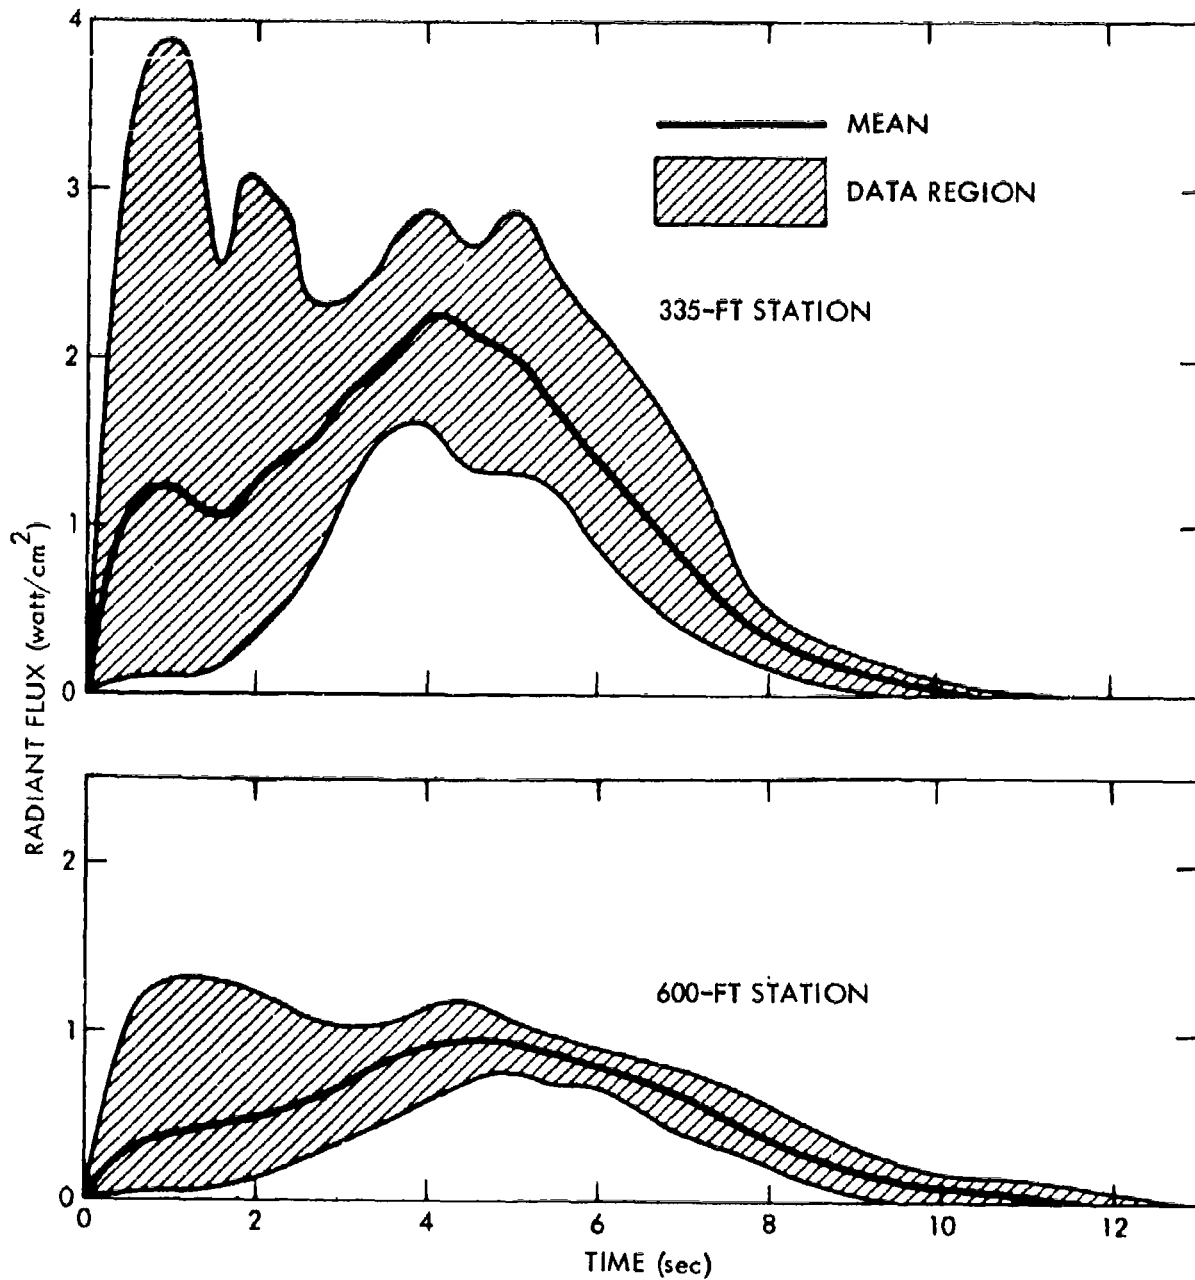 4
3
2
1
0
MEAN
DATA REGION
335-FT STATION
RADIANT FLUX (watt/cm²)
2
1
0
600-FT STATION
0 2 4 6 8 10 12
TIME (sec)